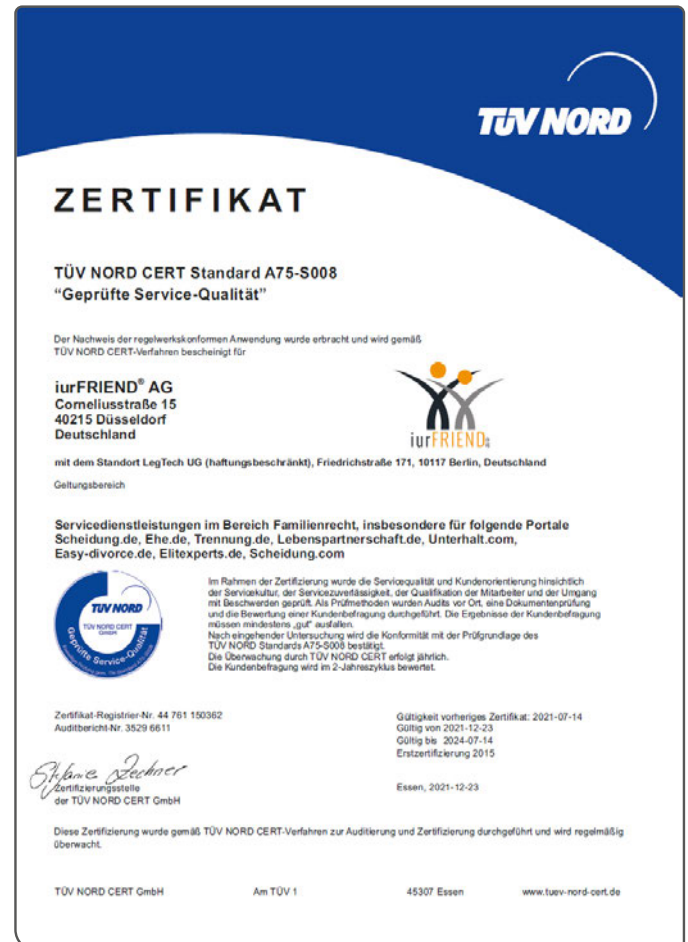 TÜV NORD
ZERTIFIKAT
TÜV NORD CERT Standard A75-S008
“Geprüfte Service-Qualität”
Der Nachweis der regelwerkskonformen Anwendung wurde erbracht und wird gemäß
TÜV NORD CERT-Verfahren bescheinigt für
iurFRIEND® AG
Corneliusstraße 15
40215 Düsseldorf
Deutschland
iurFRIEND AG
mit dem Standort LegTech UG (haftungsbeschränkt), Friedrichstraße 171, 10117 Berlin, Deutschland
Geltungsbereich
Servicedienstleistungen im Bereich Familienrecht, insbesondere für folgende Portale
Scheidung.de, Ehe.de, Trennung.de, Lebenspartnerschaft.de, Unterhalt.com,
Easy-divorce.de, Elitexperts.de, Scheidung.com
TÜV NORD
TÜV NORD CERT
GmbH
Geprüfte Service-Qualität
Im Rahmen der Zertifizierung wurde die Servicequalität und Kundenorientierung hinsichtlich
der Servicekultur, der Servicezuverlässigkeit, der Qualifikation der Mitarbeiter und der Umgang
mit Beschwerden geprüft. Als Prüfmethoden wurden Audits vor Ort, eine Dokumentenprüfung
und die Bewertung einer Kundenbefragung durchgeführt. Die Ergebnisse der Kundenbefragung
müssen mindestens „gut“ ausfallen.
Nach eingehender Untersuchung wird die Konformität mit der Prüfgrundlage des
TÜV NORD Standards A75-S008 bestätigt.
Die Überwachung durch TÜV NORD CERT erfolgt jährlich.
Die Kundenbefragung wird im 2-Jahreszyklus bewertet.
Zertifikat-Registrier-Nr. 44 761 150362
Auditbericht-Nr. 3529 6611
Gültigkeit vorheriges Zertifikat: 2021-07-14
Gültig von 2021-12-23
Gültig bis 2024-07-14
Erstzertifizierung 2015
Stefanie Zechner
Zertifizierungsstelle
der TÜV NORD CERT GmbH
Essen, 2021-12-23
Diese Zertifizierung wurde gemäß TÜV NORD CERT-Verfahren zur Auditierung und Zertifizierung durchgeführt und wird regelmäßig
überwacht.
TÜV NORD CERT GmbH Am TÜV 1 45307 Essen www.tuev-nord-cert.de